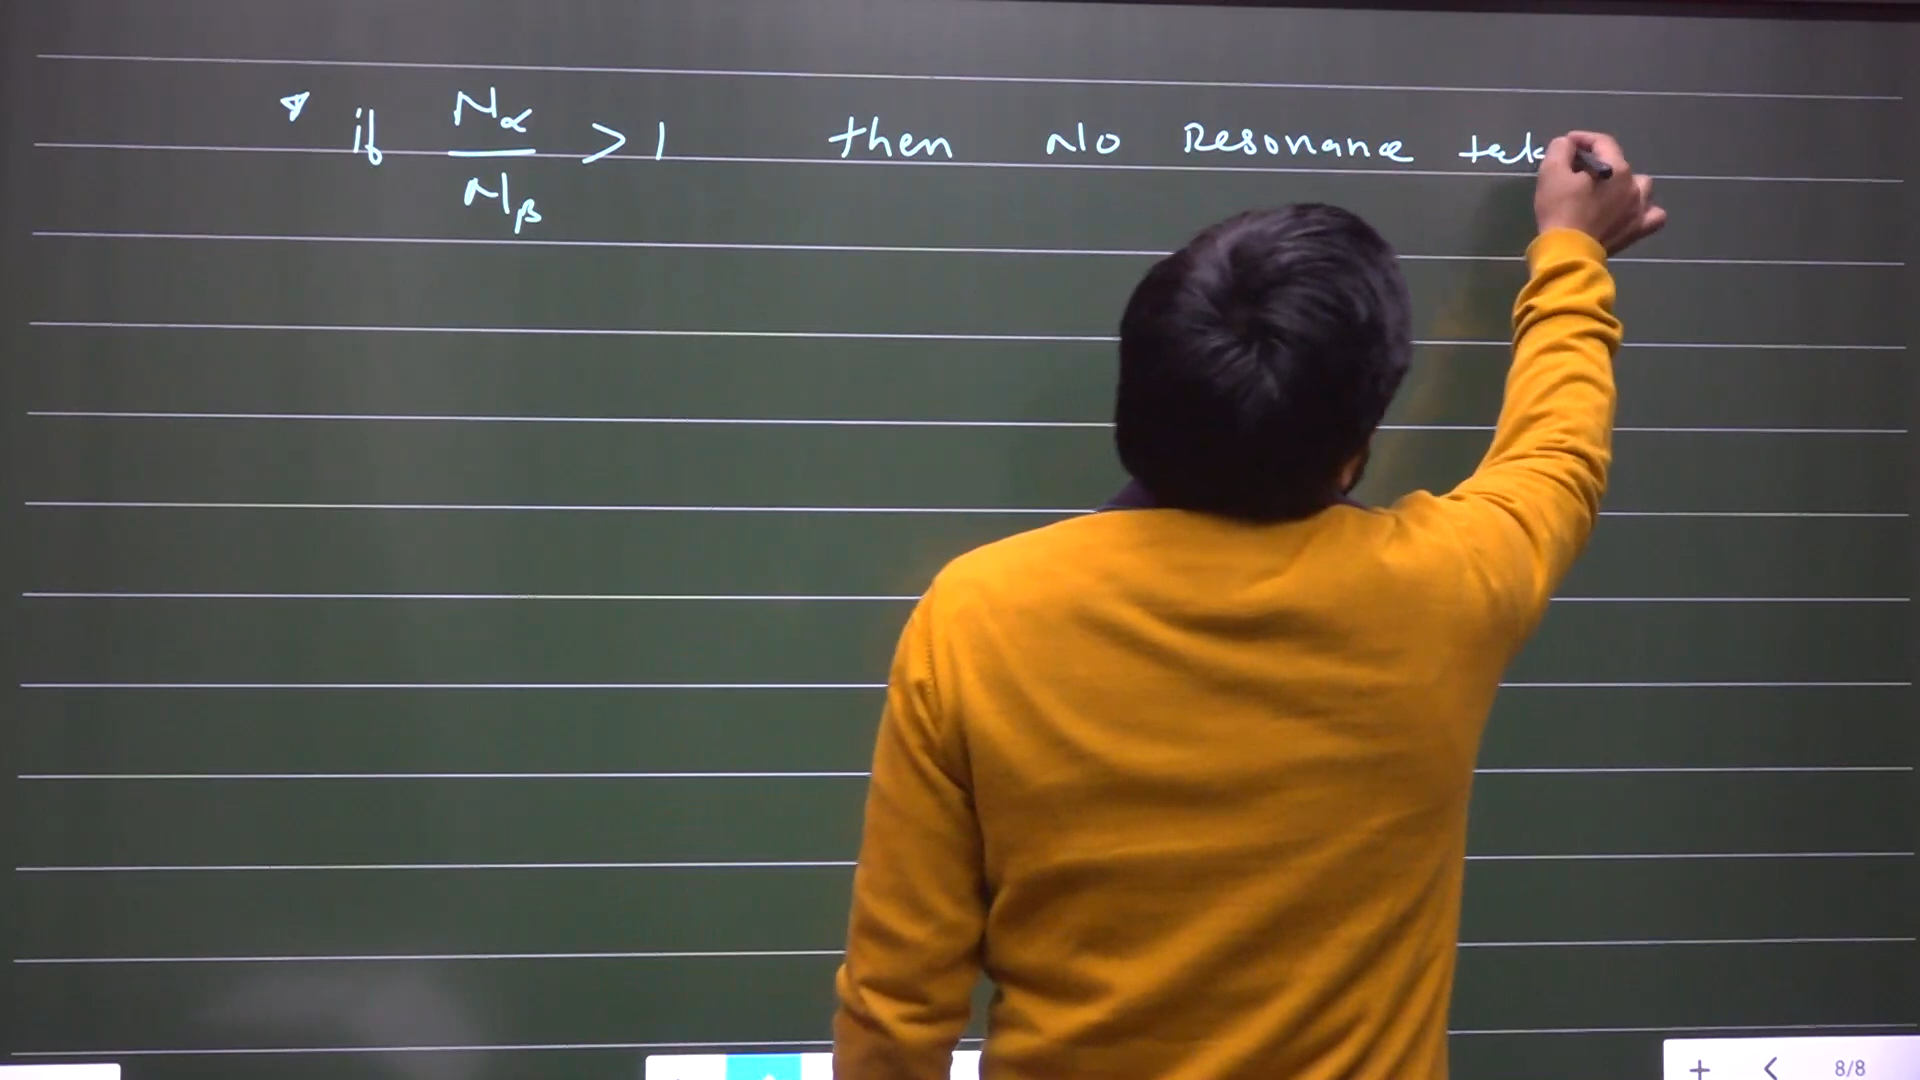 if Nα/Nβ > 1 then No Resonance
+ < 8/8